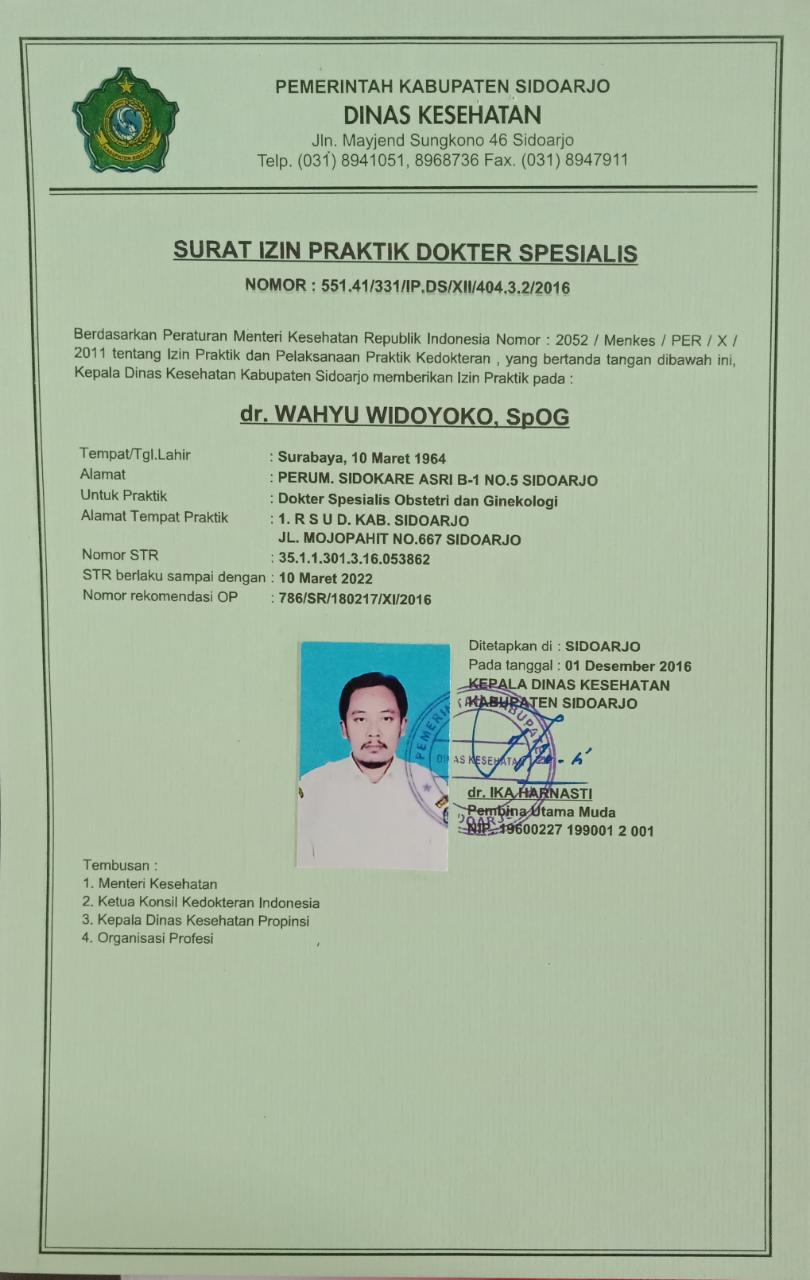 PEMERINTAH KABUPATEN SIDOARJO
DINAS KESEHATAN
Jln. Mayjend Sungkono 46 Sidoarjo
Telp. (031) 8941051, 8968736 Fax. (031) 8947911
KABUPATEN SIDOARJO
SURAT IZIN PRAKTIK DOKTER SPESIALIS
NOMOR : 551.41/331/IP.DS/XII/404.3.2/2016
Berdasarkan Peraturan Menteri Kesehatan Republik Indonesia Nomor : 2052 / Menkes / PER / X /
2011 tentang Izin Praktik dan Pelaksanaan Praktik Kedokteran , yang bertanda tangan dibawah ini,
Kepala Dinas Kesehatan Kabupaten Sidoarjo memberikan Izin Praktik pada :
dr. WAHYU WIDOYOKO, SpOG
Tempat/Tgl.Lahir : Surabaya, 10 Maret 1964
Alamat : PERUM. SIDOKARE ASRI B-1 NO.5 SIDOARJO
Untuk Praktik : Dokter Spesialis Obstetri dan Ginekologi
Alamat Tempat Praktik : 1. R S U D. KAB. SIDOARJO
JL. MOJOPAHIT NO.667 SIDOARJO
Nomor STR : 35.1.1.301.3.16.053862
STR berlaku sampai dengan : 10 Maret 2022
Nomor rekomendasi OP : 786/SR/180217/XI/2016
Ditetapkan di : SIDOARJO
Pada tanggal : 01 Desember 2016
KEPALA DINAS KESEHATAN
KABUPATEN SIDOARJO
dr. IKA HARNASTI
Pembina Utama Muda
NIP. 19600227 199001 2 001
Tembusan :
1. Menteri Kesehatan
2. Ketua Konsil Kedokteran Indonesia
3. Kepala Dinas Kesehatan Propinsi
4. Organisasi Profesi